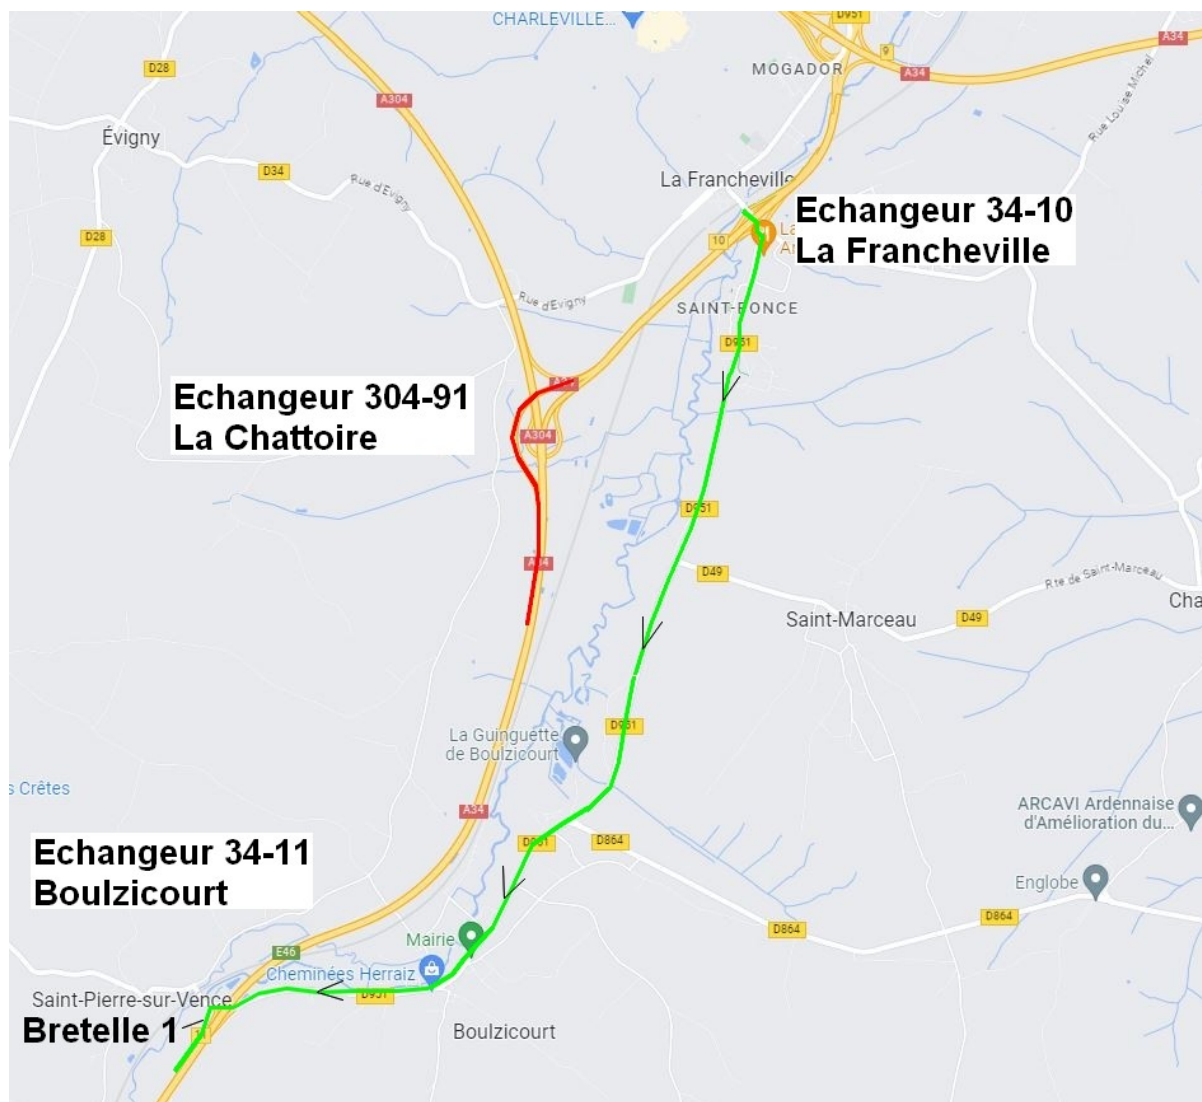 CHARLEVILLE...
D951
A34
9
MOGADOR
D28
A34
A304
Rue Louise Michel
Évigny
D34
Rue d'Evigny
La Francheville
Echangeur 34-10
La Francheville
D28
10
Rue d'Evigny
SAINT-PONCE
D951
Echangeur 304-91
La Chattoire
A304
D951
A34
D49
Rte de Saint-Marceau
Cha
Saint-Marceau
D49
D951
La Guinguette
de Boulzicourt
s Crêtes
A34
ARCAVI Ardennaise
d'Amélioration du...
Echangeur 34-11
Boulzicourt
D951
D864
Englobe
D864
D864
Mairie
E46
Cheminées Herraiz
Saint-Pierre-sur-Vence
D951
Bretelle 1
Boulzicourt